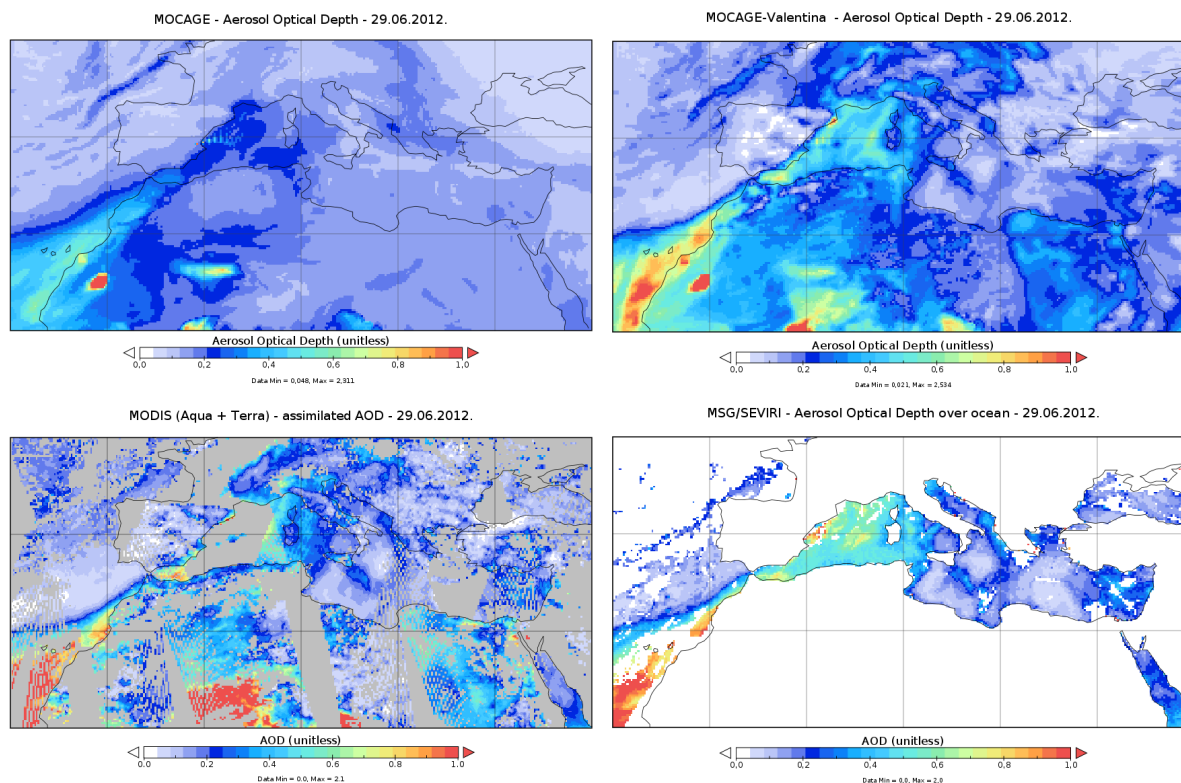 MOCAGE - Aerosol Optical Depth - 29.06.2012.
Aerosol Optical Depth (unitless)
0.0 0.2 0.4 0.6 0.8 1.0
Data Min = 0,048, Max = 2,311
MOCAGE-Valentina - Aerosol Optical Depth - 29.06.2012.
Aerosol Optical Depth (unitless)
0.0 0.2 0.4 0.6 0.8 1.0
Data Min = 0,021, Max = 2,534
MODIS (Aqua + Terra) - assimilated AOD - 29.06.2012.
AOD (unitless)
0.0 0.2 0.4 0.6 0.8 1.0
Data Min = 0.0, Max = 2.1
MSG/SEVIRI - Aerosol Optical Depth over ocean - 29.06.2012.
AOD (unitless)
0.0 0.2 0.4 0.6 0.8 1.0
Data Min = 0,0, Max = 2,0